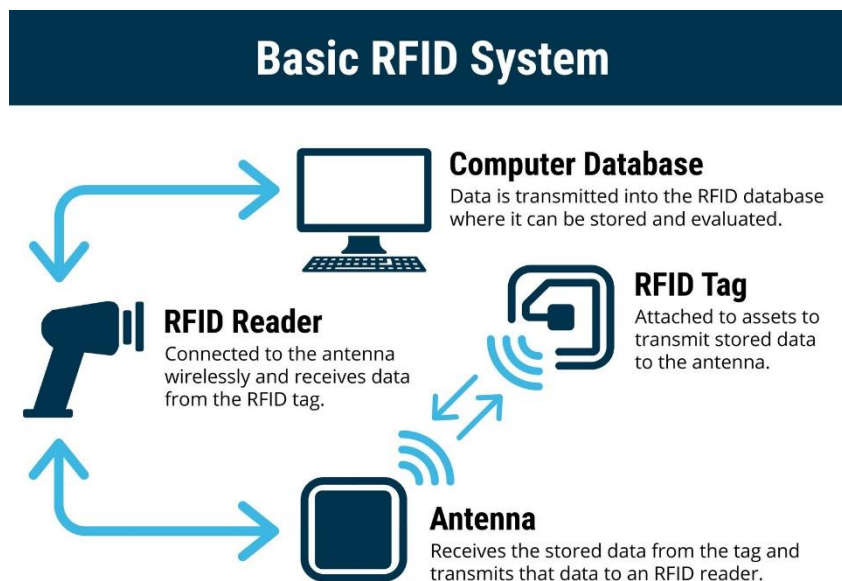 Basic RFID System
Computer Database
Data is transmitted into the RFID database
where it can be stored and evaluated.
RFID Tag
Attached to assets to
transmit stored data
to the antenna.
RFID Reader
Connected to the antenna
wirelessly and receives data
from the RFID tag.
Antenna
Receives the stored data from the tag and
transmits that data to an RFID reader.